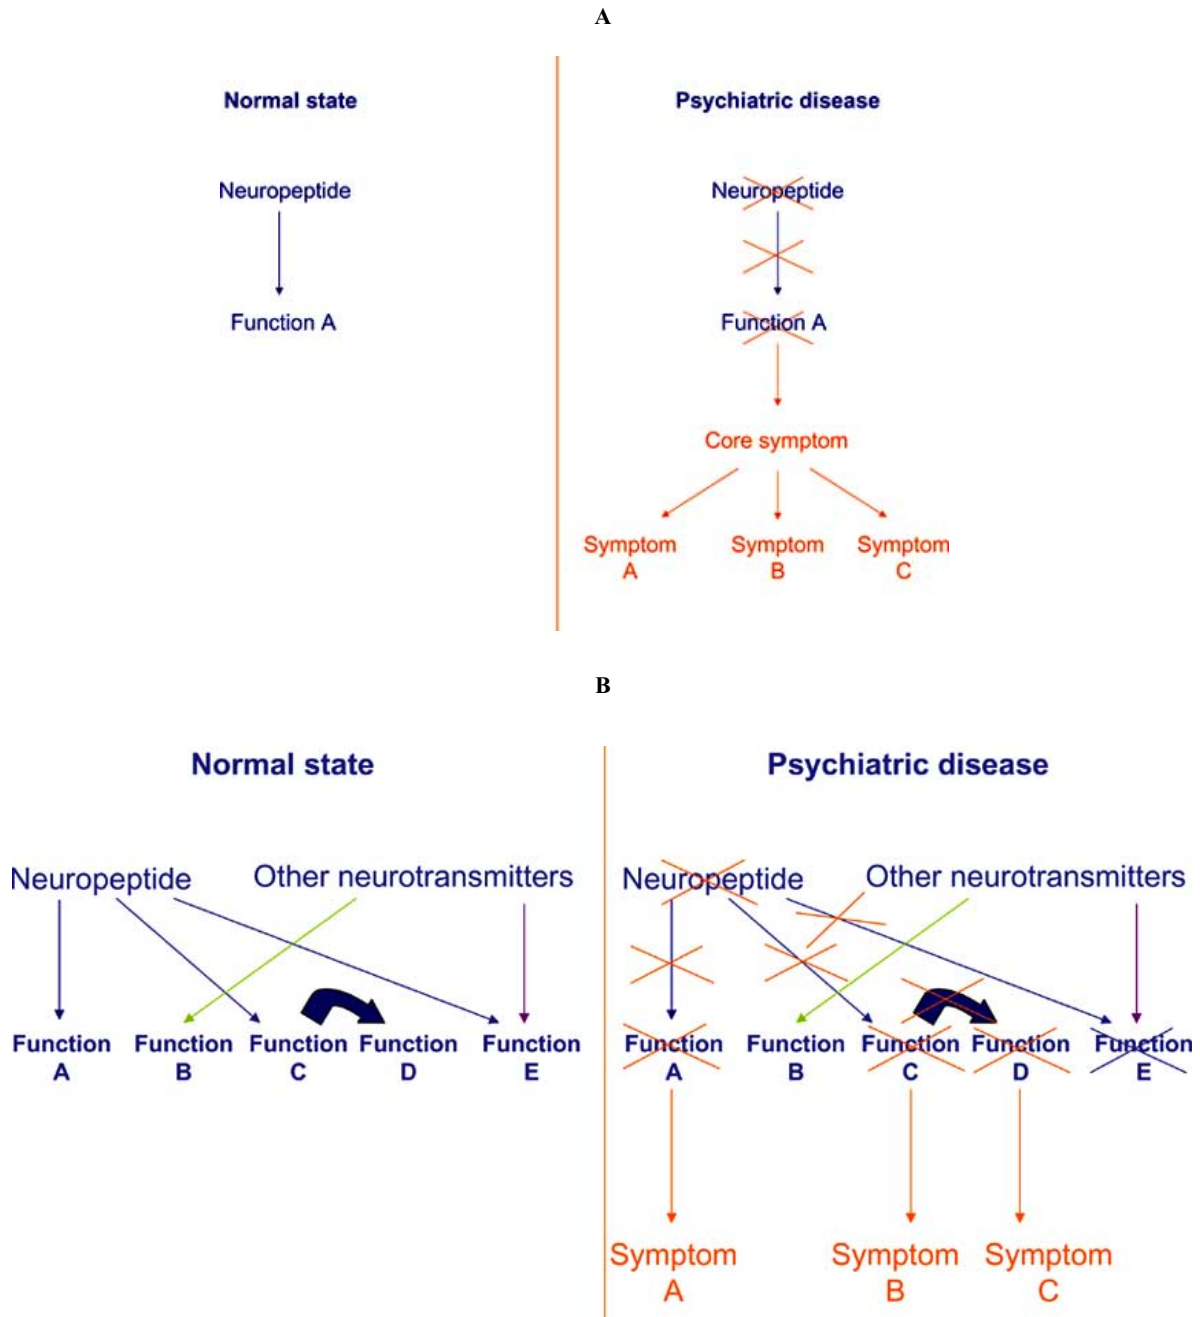 A
Normal state
Psychiatric disease
Neuropeptide
Neuropeptide
Function A
Function A
Core symptom
Symptom A
Symptom B
Symptom C
B
Normal state
Psychiatric disease
Neuropeptide
Other neurotransmitters
Neuropeptide
Other neurotransmitters
Function A
Function B
Function C
Function D
Function E
Function A
Function B
Function C
Function D
Function E
Symptom A
Symptom B
Symptom C